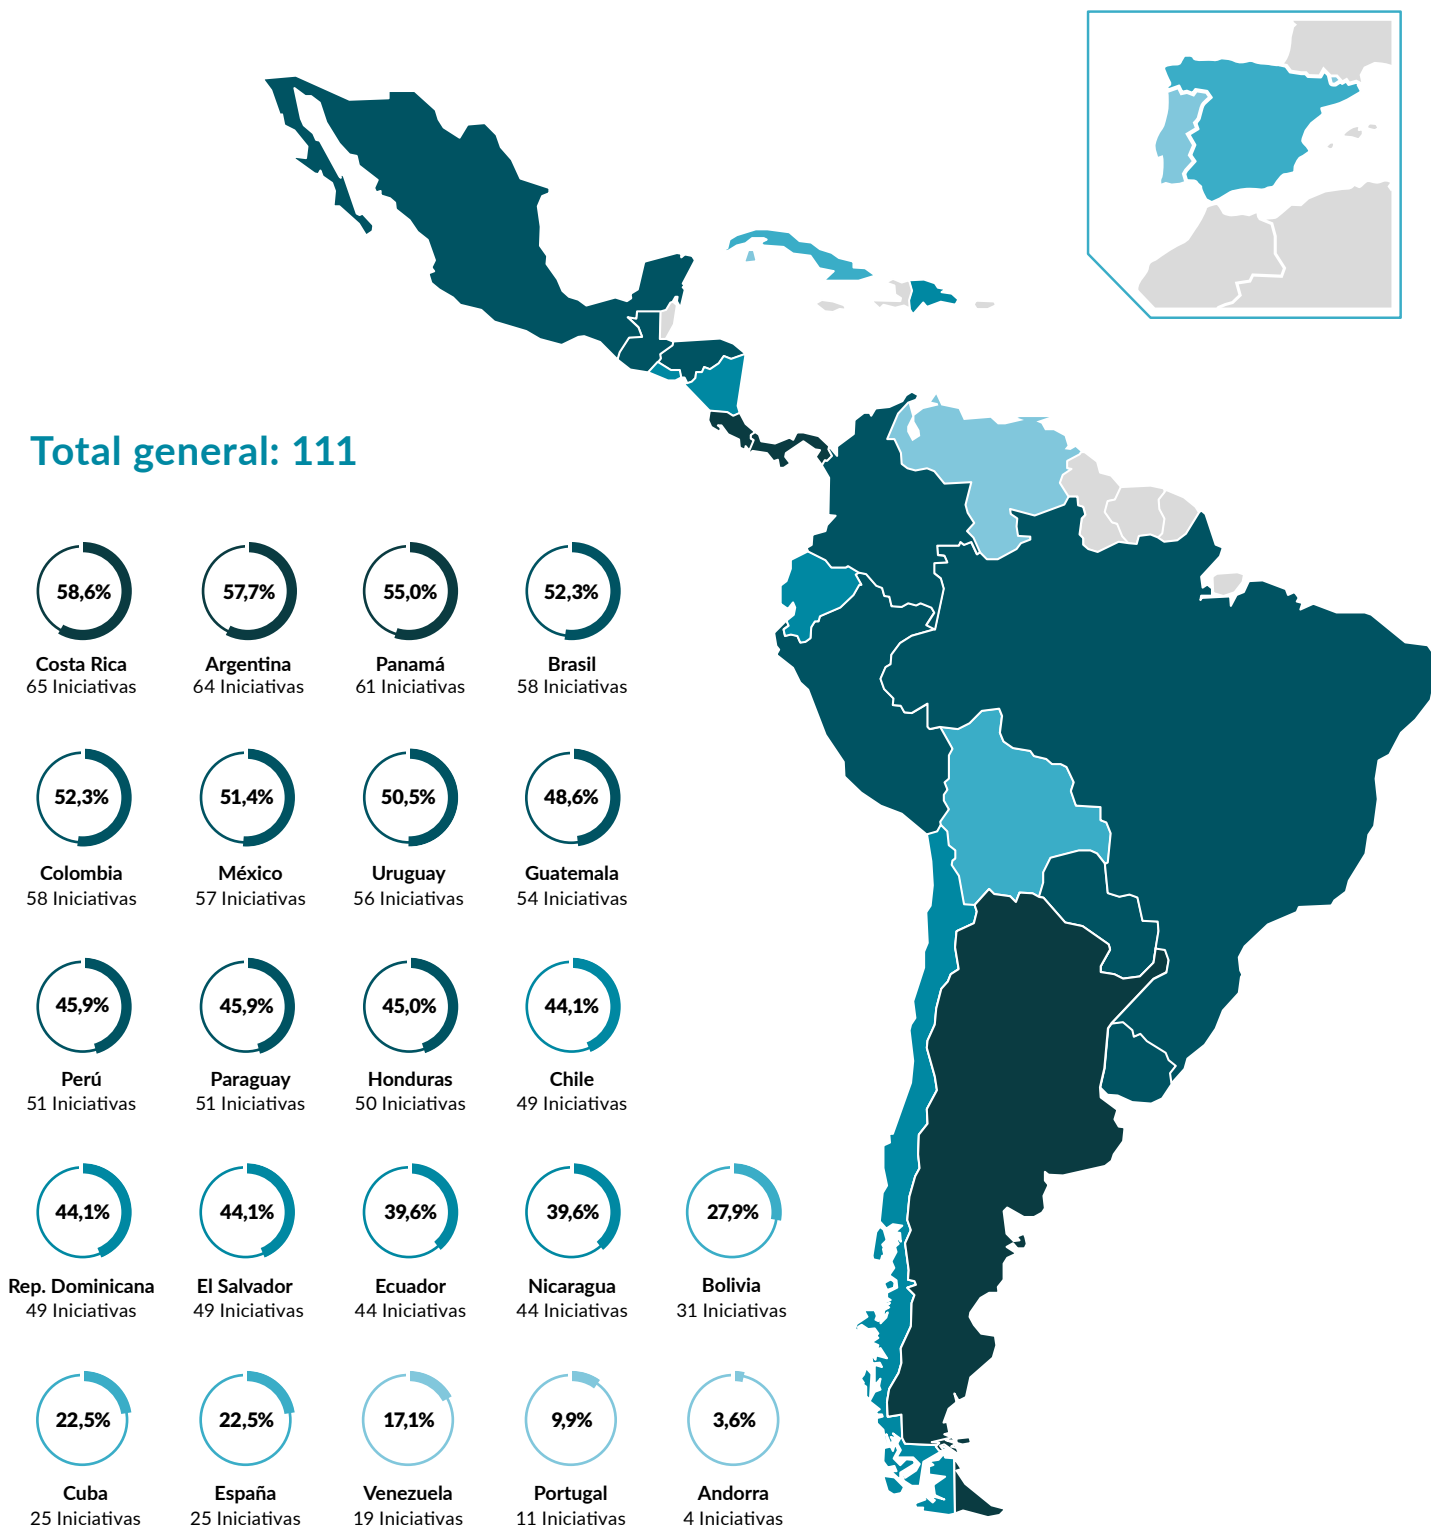 Total general: 111
58,6%
Costa Rica
65 Iniciativas
57,7%
Argentina
64 Iniciativas
55,0%
Panamá
61 Iniciativas
52,3%
Brasil
58 Iniciativas
52,3%
Colombia
58 Iniciativas
51,4%
México
57 Iniciativas
50,5%
Uruguay
56 Iniciativas
48,6%
Guatemala
54 Iniciativas
45,9%
Perú
51 Iniciativas
45,9%
Paraguay
51 Iniciativas
45,0%
Honduras
50 Iniciativas
44,1%
Chile
49 Iniciativas
44,1%
Rep. Dominicana
49 Iniciativas
44,1%
El Salvador
49 Iniciativas
39,6%
Ecuador
44 Iniciativas
39,6%
Nicaragua
44 Iniciativas
27,9%
Bolivia
31 Iniciativas
22,5%
Cuba
25 Iniciativas
22,5%
España
25 Iniciativas
17,1%
Venezuela
19 Iniciativas
9,9%
Portugal
11 Iniciativas
3,6%
Andorra
4 Iniciativas